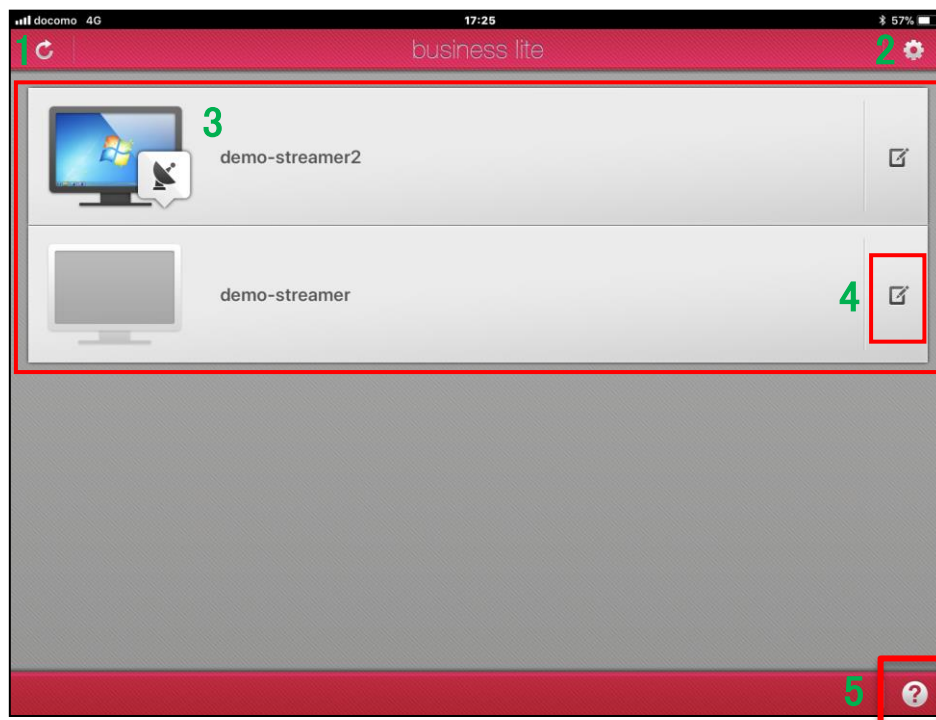 docomo 4G 17:25 57%
1 business lite 2
3
demo-streamer2
demo-streamer
4
5 ?